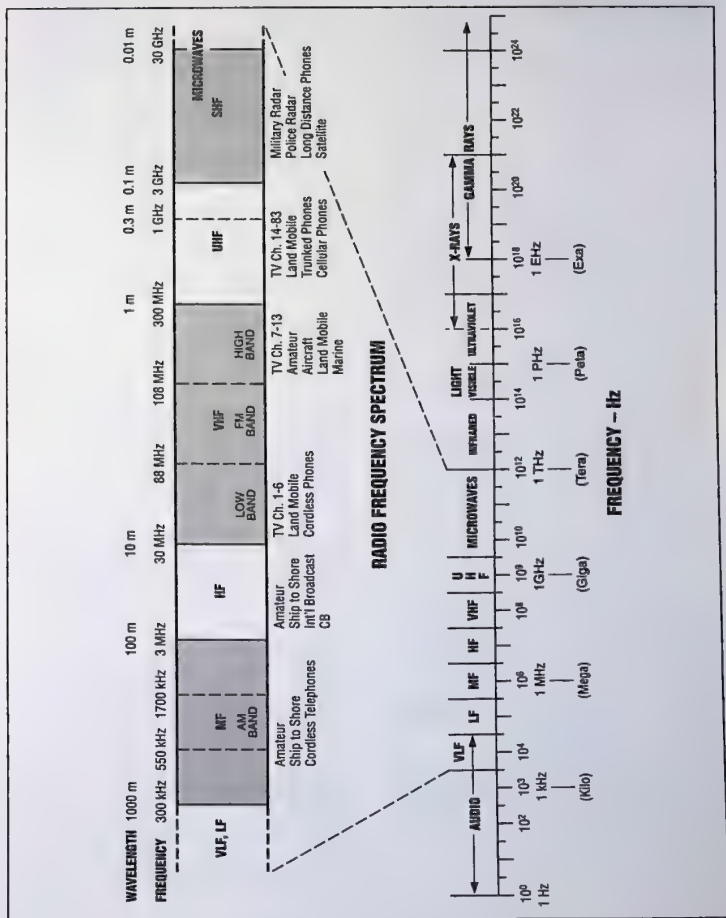 WAVELENGTH 1000 m 100 m 10 m 1 m 0.3 m 0.1 m 0.01 m
FREQUENCY 300 kHz 550 kHz 1700 kHz 3 MHz 30 MHz 88 MHz 108 MHz 300 MHz 1 GHz 3 GHz 30 GHz
MICROWAVES
VLF, LF MF HF VHF UHF SHF
AM BAND
LOW BAND
FM BAND
HIGH BAND
Amateur
Ship to Shore
Cordless Telephones
Amateur
Ship to Shore
Int'l Broadcast
CB
TV Ch. 1-6
Land Mobile
Cordless Phones
TV Ch. 7-13
Amateur
Aircraft
Land Mobile
Marine
TV Ch. 14-83
Land Mobile
Trunked Phones
Cellular Phones
Military Radar
Police Radar
Long Distance Phones
Satellite
RADIO FREQUENCY SPECTRUM
AUDIO VLF LF MF HF VHF UHF MICROWAVES INFRARED VISIBLE ULTRAVIOLET
LIGHT
X-RAYS
GAMMA RAYS
10⁰ 10² 10³ 10⁴ 10⁶ 10⁸ 10⁹ 10¹⁰ 10¹² 10¹⁴ 10¹⁶ 10¹⁸ 10²⁰ 10²² 10²⁴
1 Hz 1 kHz 1 MHz 1GHz 1 THz 1 PHz 1 EHz
(Kilo) (Mega) (Giga) (Tera) (Peta) (Exa)
FREQUENCY – Hz